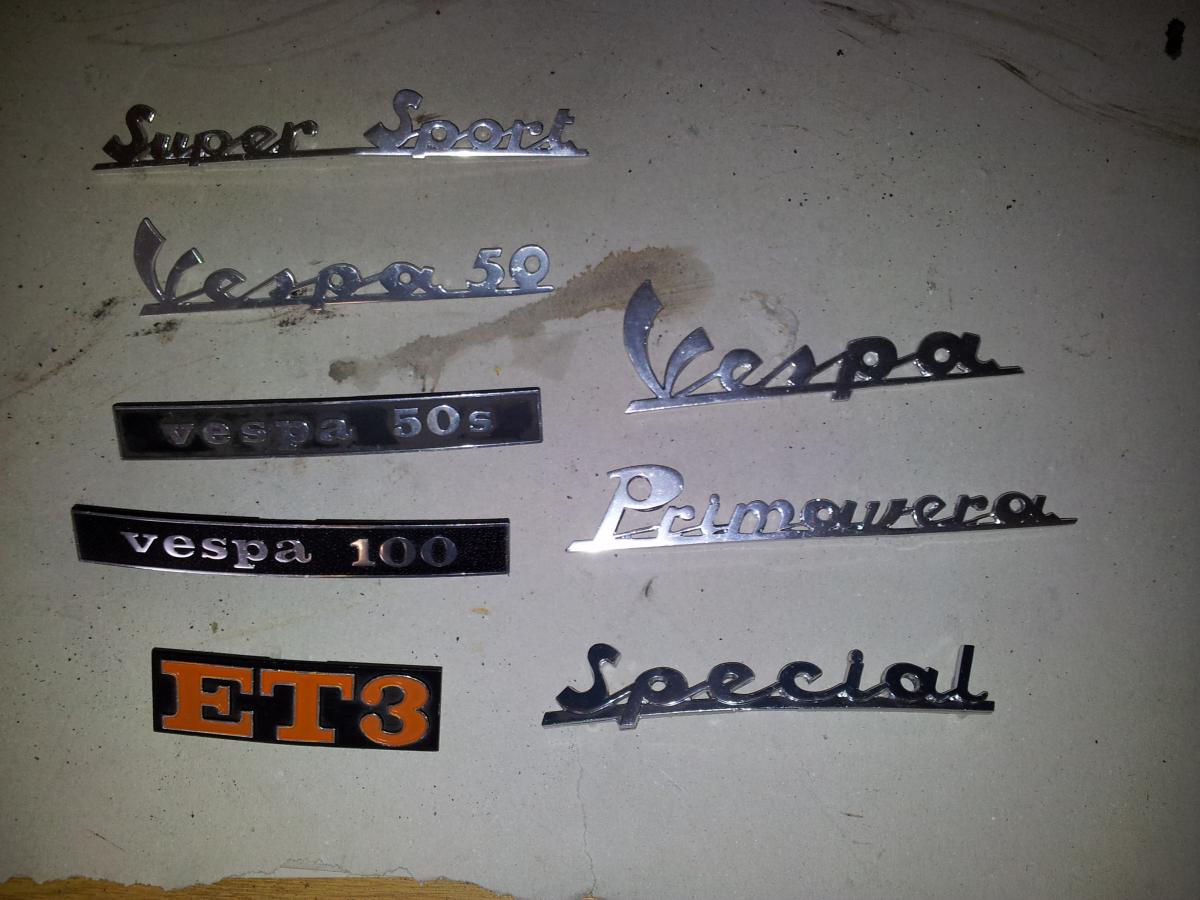 Super Sport
Vespa 50
vespa 50s
vespa 100
ET3
Vespa
Primavera
Special